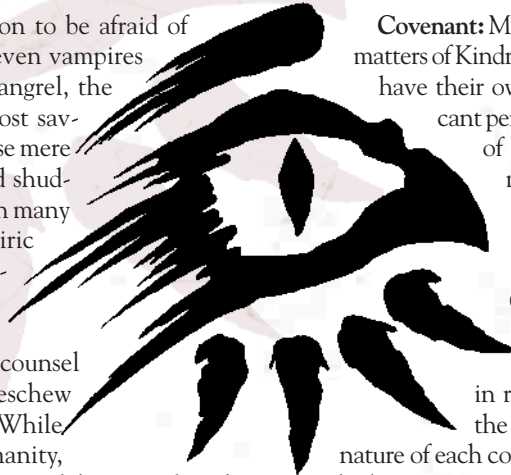 on to be afraid of
even vampires
angrel, the
ost sav-
se mere
d shud-
n many
iric
-
counsel
eschew
While
manity,
Covenant: M
matters of Kindr
have their ow
cant per
of
in r
the
nature of each co